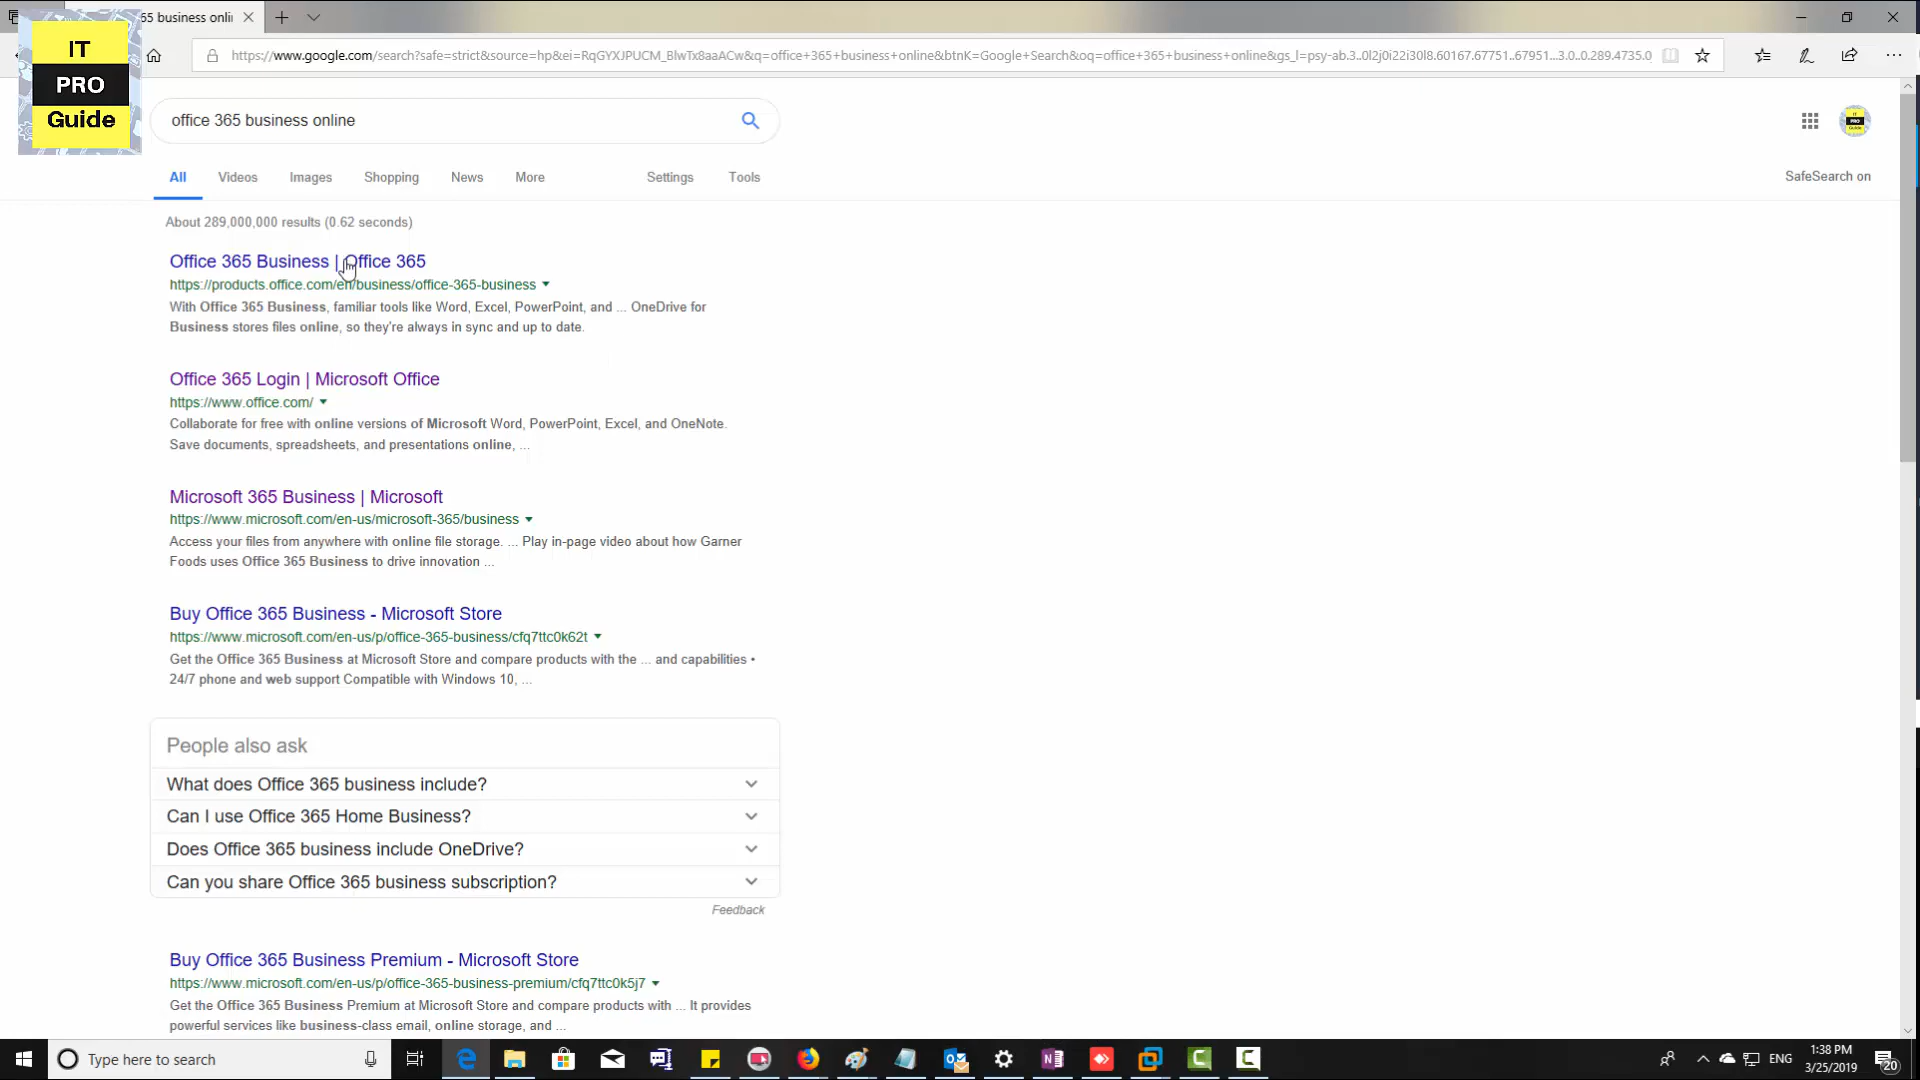 55 business onli
IT
PRO
Guide
https://www.google.com/search?safe=strict&source=hp&ei=RqGYXJPUCM_BlwTx8aaACw&q=office+365+business+online&btnK=Google+Search&oq=office+365+business+online&gs_l=psy-ab.3..0l2j0i22i30l8.60167.67751..67951...3.0..0.289.4735.0
office 365 business online
All Videos Images Shopping News More Settings Tools
SafeSearch on
About 289,000,000 results (0.62 seconds)
Office 365 Business | Office 365
https://products.office.com/en/business/office-365-business
With Office 365 Business, familiar tools like Word, Excel, PowerPoint, and ... OneDrive for
Business stores files online, so they're always in sync and up to date.
Office 365 Login | Microsoft Office
https://www.office.com/
Collaborate for free with online versions of Microsoft Word, PowerPoint, Excel, and OneNote.
Save documents, spreadsheets, and presentations online, ...
Microsoft 365 Business | Microsoft
https://www.microsoft.com/en-us/microsoft-365/business
Access your files from anywhere with online file storage. ... Play in-page video about how Garner
Foods uses Office 365 Business to drive innovation ...
Buy Office 365 Business - Microsoft Store
https://www.microsoft.com/en-us/p/office-365-business/cfq7ttc0k62t
Get the Office 365 Business at Microsoft Store and compare products with the ... and capabilities •
24/7 phone and web support Compatible with Windows 10, ...
People also ask
What does Office 365 business include?
Can I use Office 365 Home Business?
Does Office 365 business include OneDrive?
Can you share Office 365 business subscription?
Feedback
Buy Office 365 Business Premium - Microsoft Store
https://www.microsoft.com/en-us/p/office-365-business-premium/cfq7ttc0k5j7
Get the Office 365 Business Premium at Microsoft Store and compare products with ... It provides
powerful services like business-class email, online storage, and ...
Type here to search
ENG
1:38 PM
3/25/2019
20